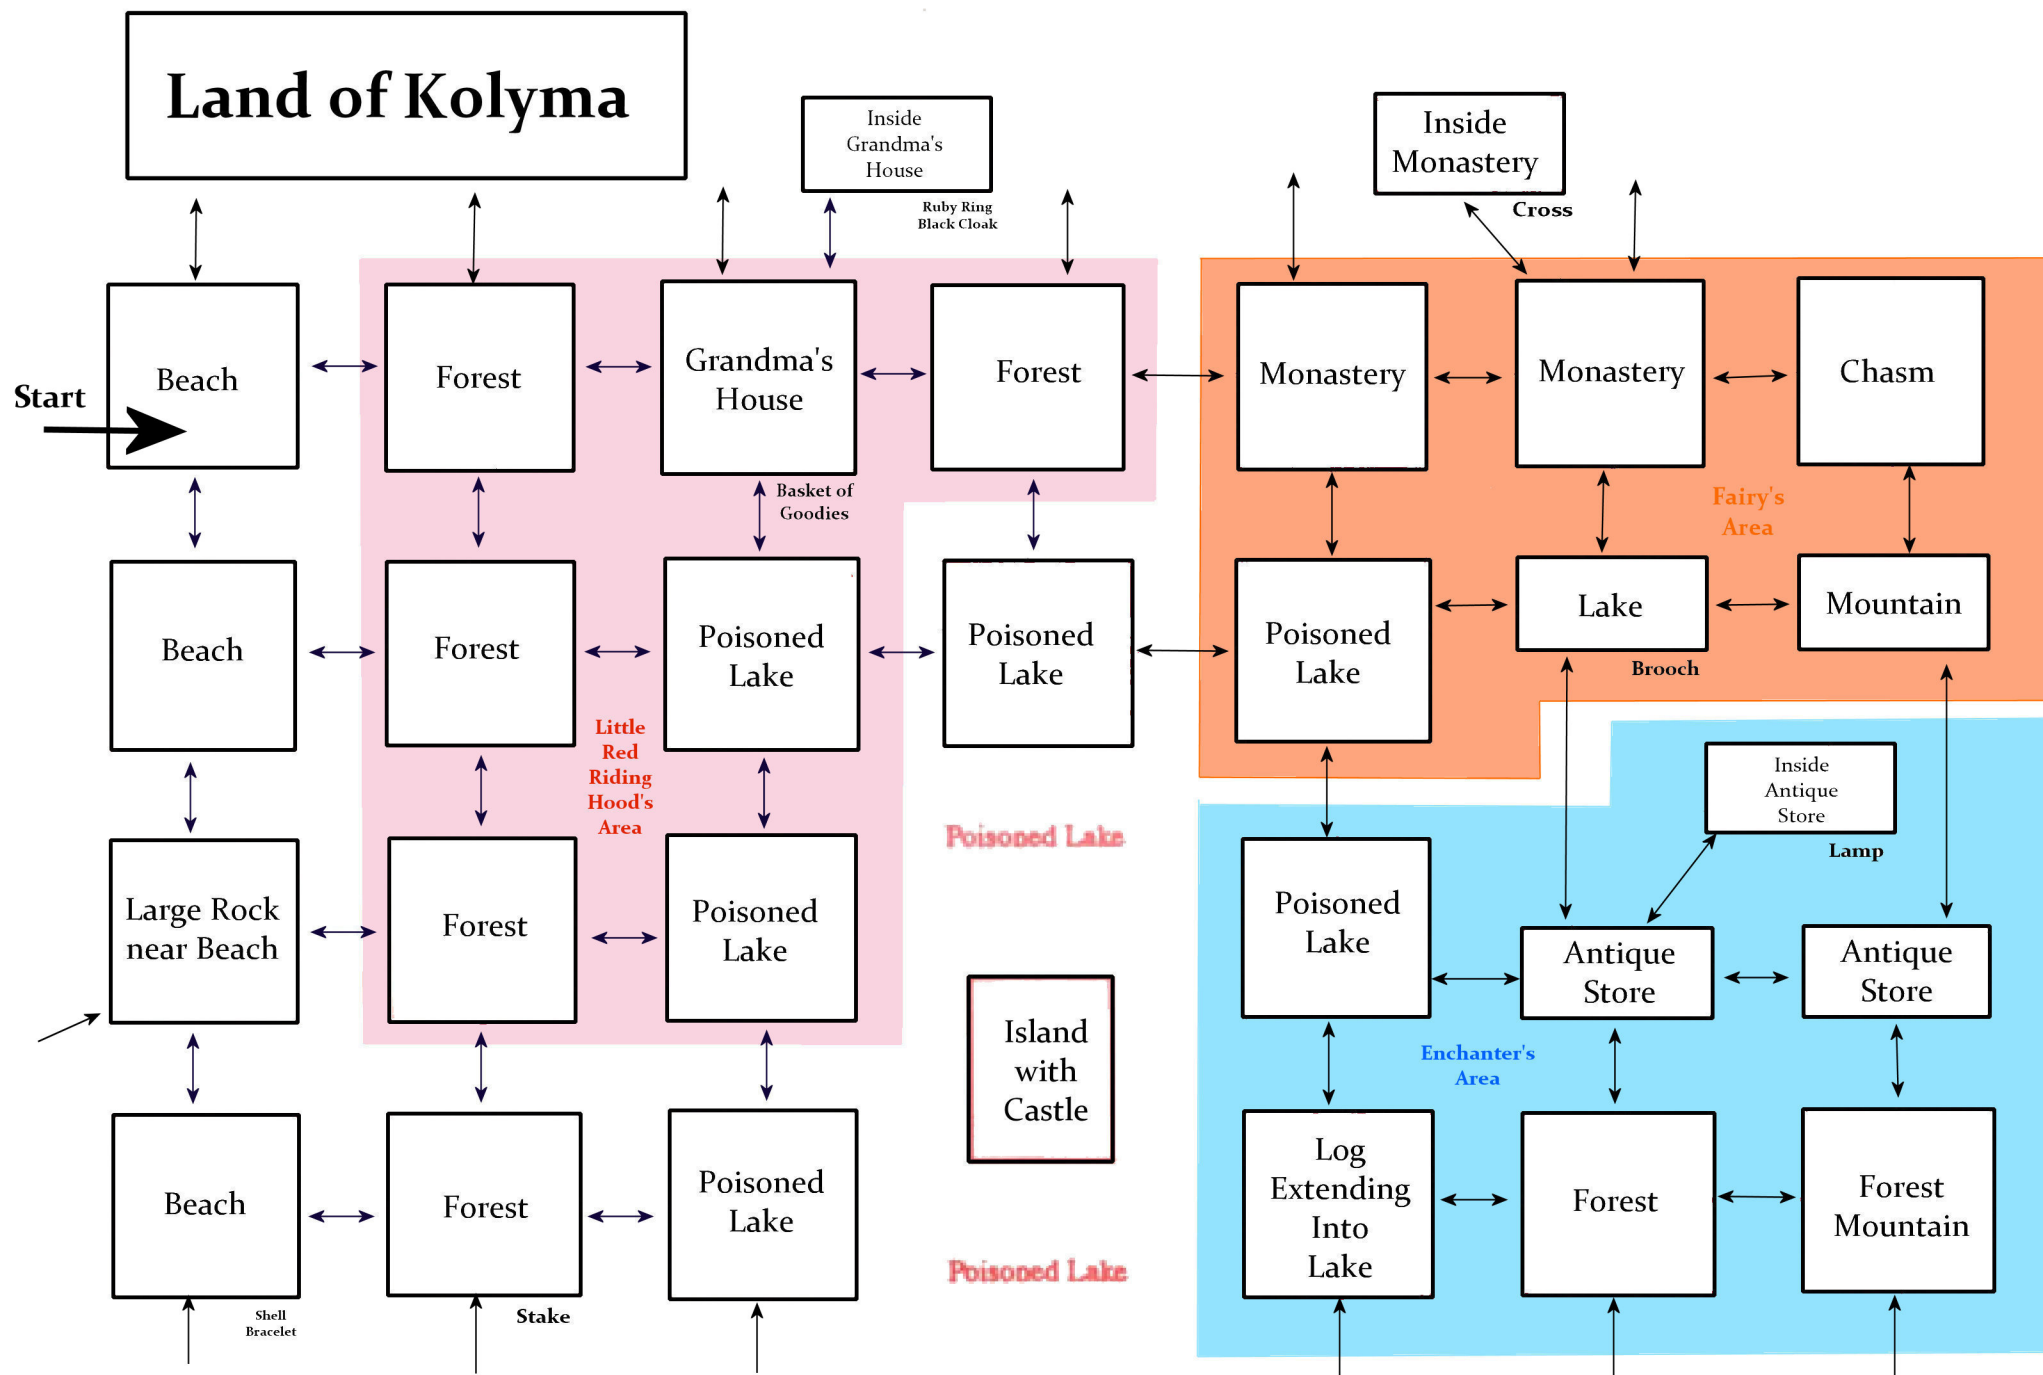 Land of Kolyma
Inside
Grandma's
House
Ruby Ring
Black Cloak
Inside
Monastery
Cross
Start
Beach
Forest
Grandma's
House
Forest
Monastery
Monastery
Chasm
Basket of
Goodies
Fairy's
Area
Beach
Forest
Poisoned
Lake
Poisoned
Lake
Poisoned
Lake
Lake
Mountain
Brooch
Little
Red
Riding
Hood's
Area
Inside
Antique
Store
Lamp
Poisoned Lake
Large Rock
near Beach
Forest
Poisoned
Lake
Poisoned
Lake
Antique
Store
Antique
Store
Island
with
Castle
Enchanter's
Area
Beach
Forest
Poisoned
Lake
Log
Extending
Into
Lake
Forest
Forest
Mountain
Poisoned Lake
Shell
Bracelet
Stake